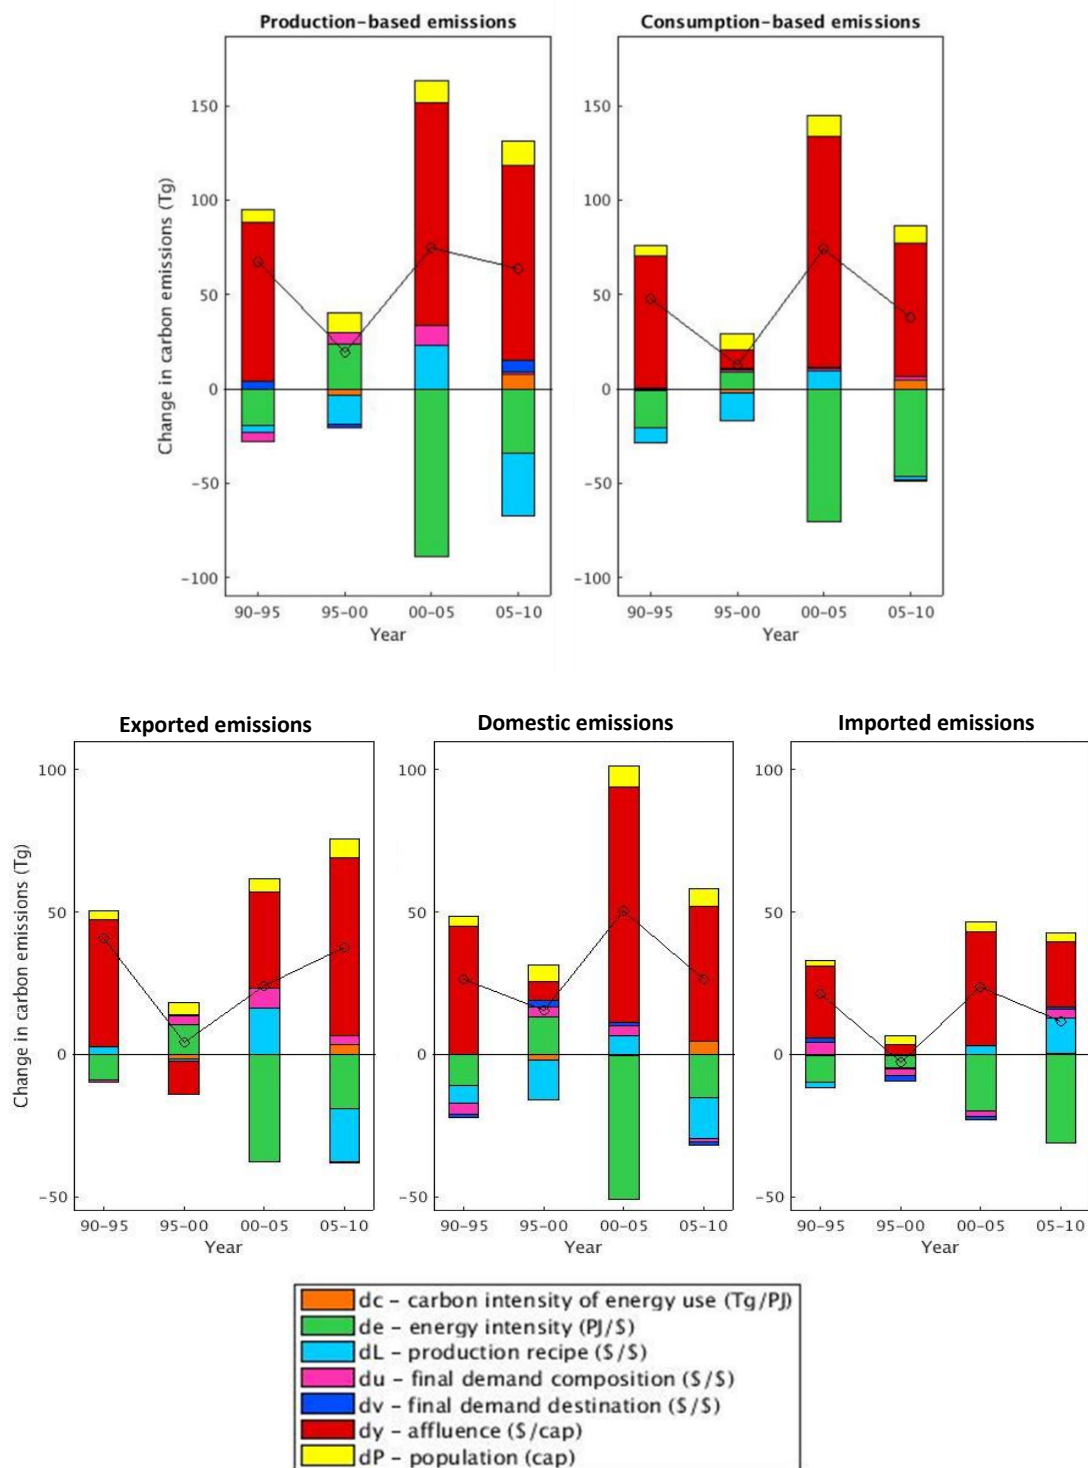 Production-based emissions
Consumption-based emissions
Change in carbon emissions (Tg)
150
100
50
0
-50
-100
90-95 95-00 00-05 05-10
Year
150
100
50
0
-50
-100
90-95 95-00 00-05 05-10
Year
Exported emissions
Domestic emissions
Imported emissions
Change in carbon emissions (Tg)
100
50
0
-50
90-95 95-00 00-05 05-10
Year
100
50
0
-50
90-95 95-00 00-05 05-10
Year
100
50
0
-50
90-95 95-00 00-05 05-10
Year
dc - carbon intensity of energy use (Tg/PJ)
de - energy intensity (PJ/$)
dL - production recipe ($/$)
du - final demand composition ($/$)
dv - final demand destination ($/$)
dy - affluence ($/cap)
dP - population (cap)